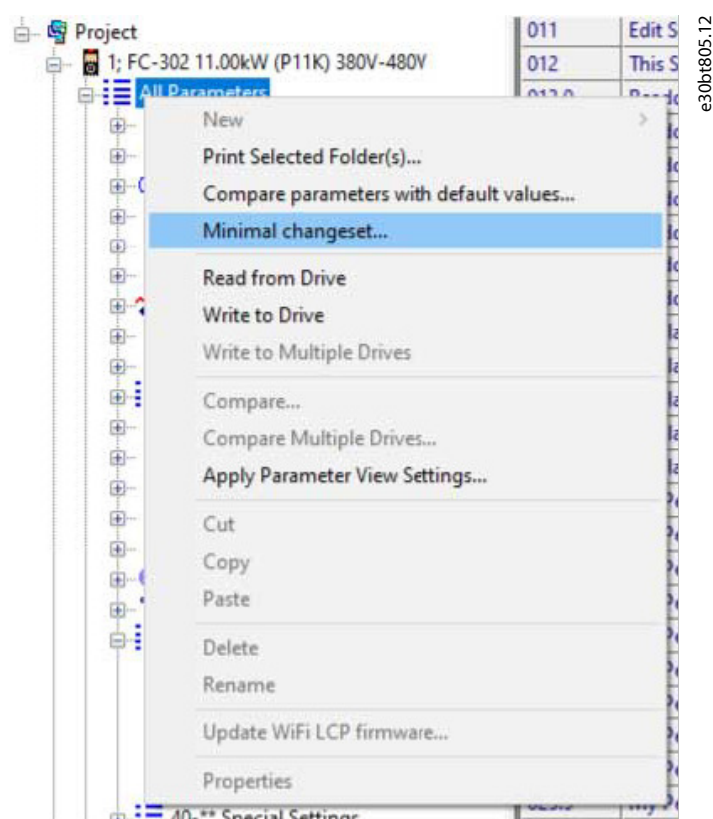 Project
1; FC-302 11.00kW (P11K) 380V-480V
All Parameters
New
Print Selected Folder(s)...
Compare parameters with default values...
Minimal changeset...
Read from Drive
Write to Drive
Write to Multiple Drives
Compare...
Compare Multiple Drives...
Apply Parameter View Settings...
Cut
Copy
Paste
Delete
Rename
Update WiFi LCP firmware...
Properties
40-** Special Settings
011 Edit S
012 This S
e30bt805.12